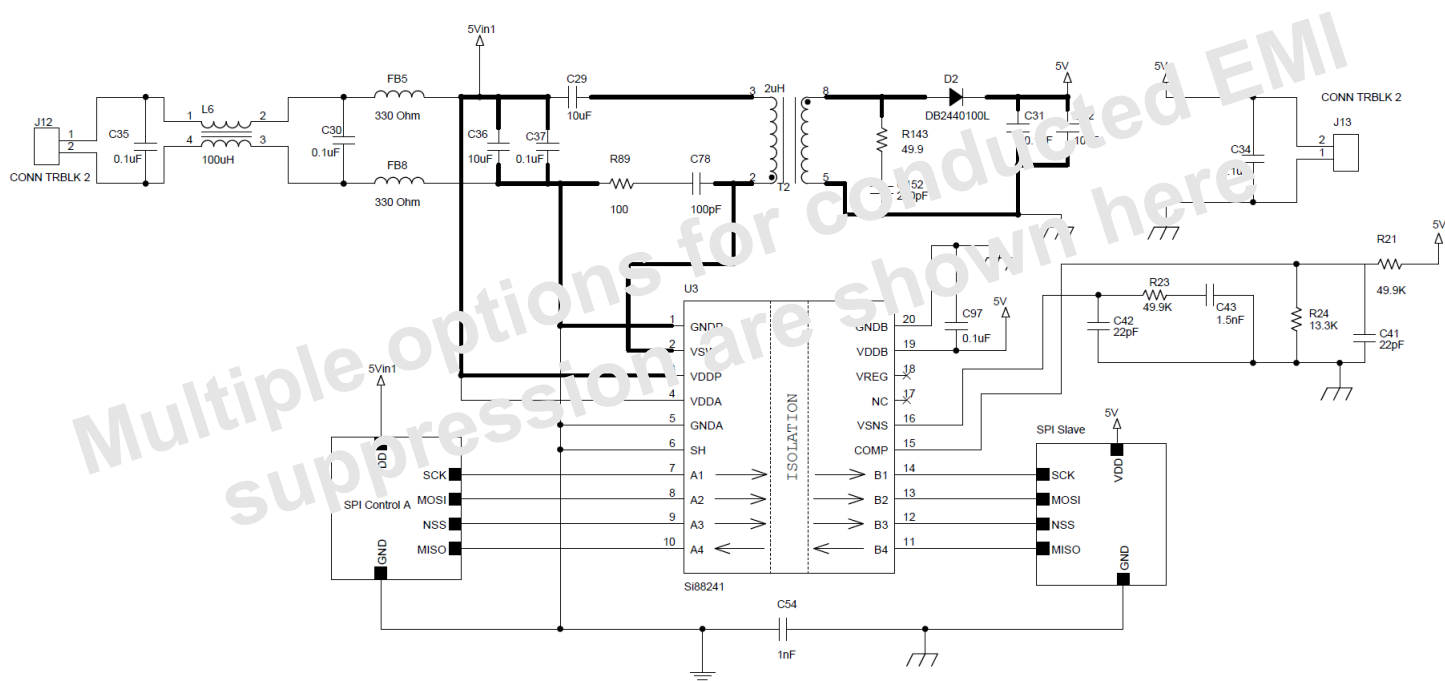 Multiple options for conducted EMI
suppression are shown here
5Vin1
J12
1
2
CONN TRBLK 2
C35
0.1uF
L6
1
2
4
3
100uH
C30
0.1uF
FB5
330 Ohm
FB8
330 Ohm
C36
10uF
C37
0.1uF
C29
10uF
R89
100
C78
100pF
3
2uH
8
2
T2
5
R143
49.9
D2
DB2440100L
C31
5V
5V
C34
CONN TRBLK 2
J13
2
1
5V
R21
49.9K
R23
49.9K
C43
1.5nF
R24
13.3K
C42
22pF
C41
22pF
C97
0.1uF
5V
U3
1
2
VDDP
4 VDDA
5 GNDA
6 SH
7 A1
8 A2
9 A3
10 A4
ISOLATION
20 GNDB
19 VDDB
18 VREG
17 NC
16 VSNS
15 COMP
14 B1
13 B2
12 B3
11 B4
Si88241
5Vin1
SPI Control A
SCK
MOSI
NSS
MISO
GND
5V
SPI Slave
VDD
SCK
MOSI
NSS
MISO
GND
C54
1nF